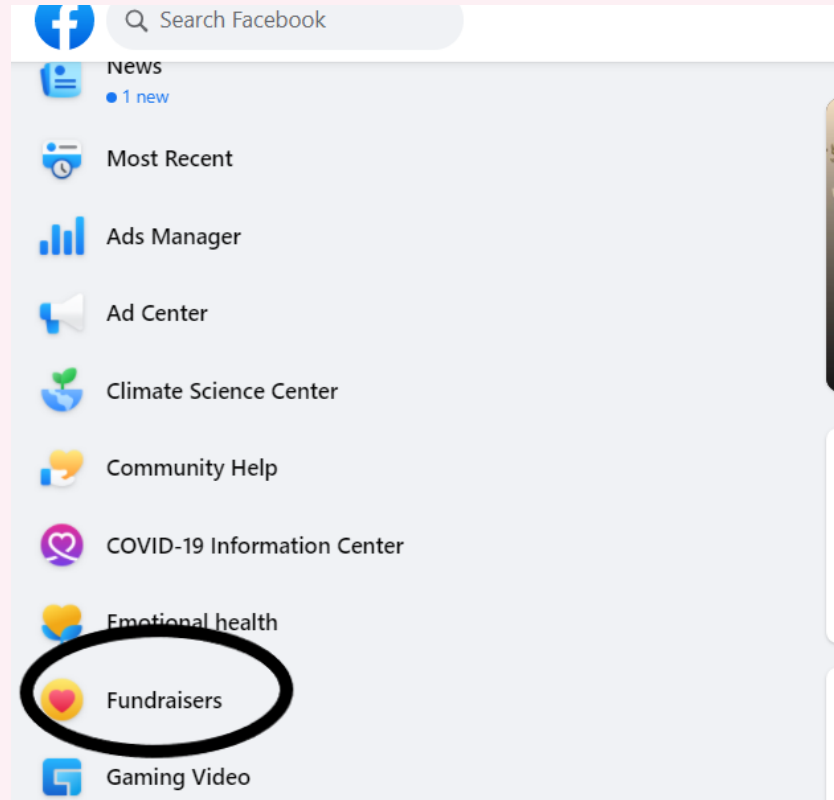 Search Facebook
News
1 new
Most Recent
Ads Manager
Ad Center
Climate Science Center
Community Help
COVID-19 Information Center
Emotional health
Fundraisers
Gaming Video